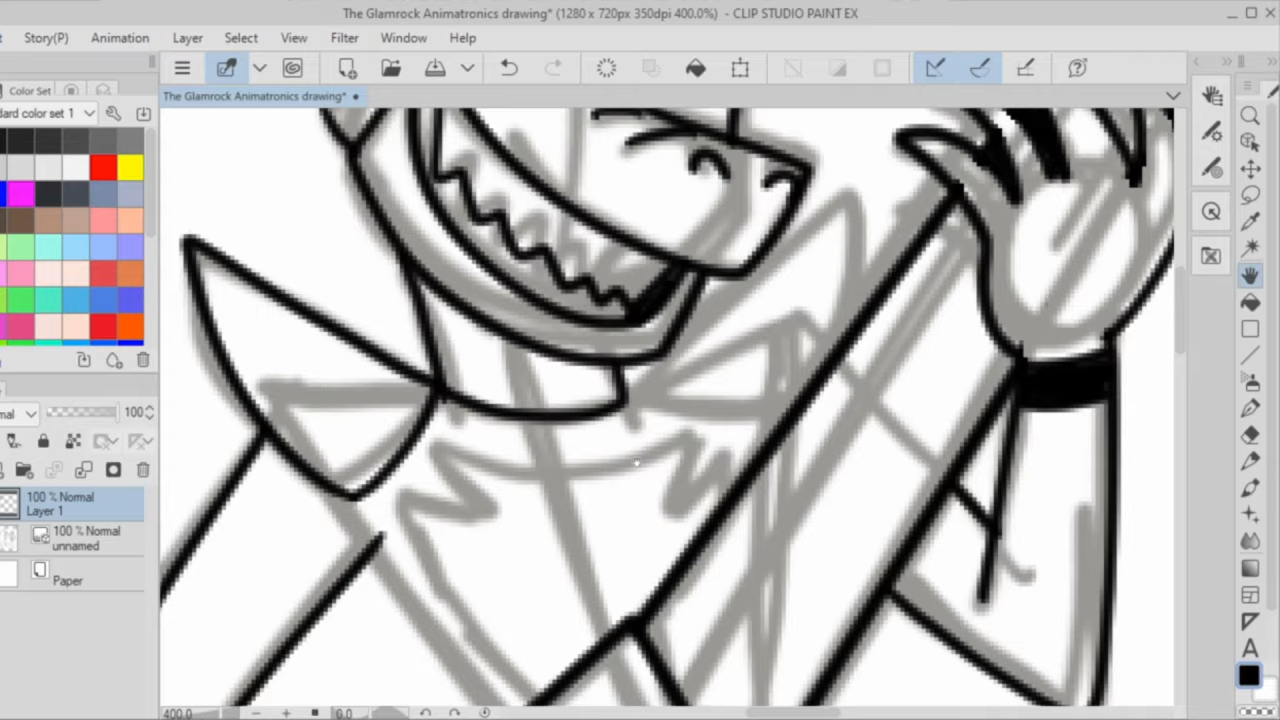 The Glamrock Animatronics drawing* (1280 x 720px 350dpi 400.0%) - CLIP STUDIO PAINT EX
Story(P) Animation Layer Select View Filter Window Help
Color Set
The Glamrock Animatronics drawing*
dard color set 1
mal 100
100 % Normal
Layer 1
100 % Normal
unnamed
Paper
400.0 0.0